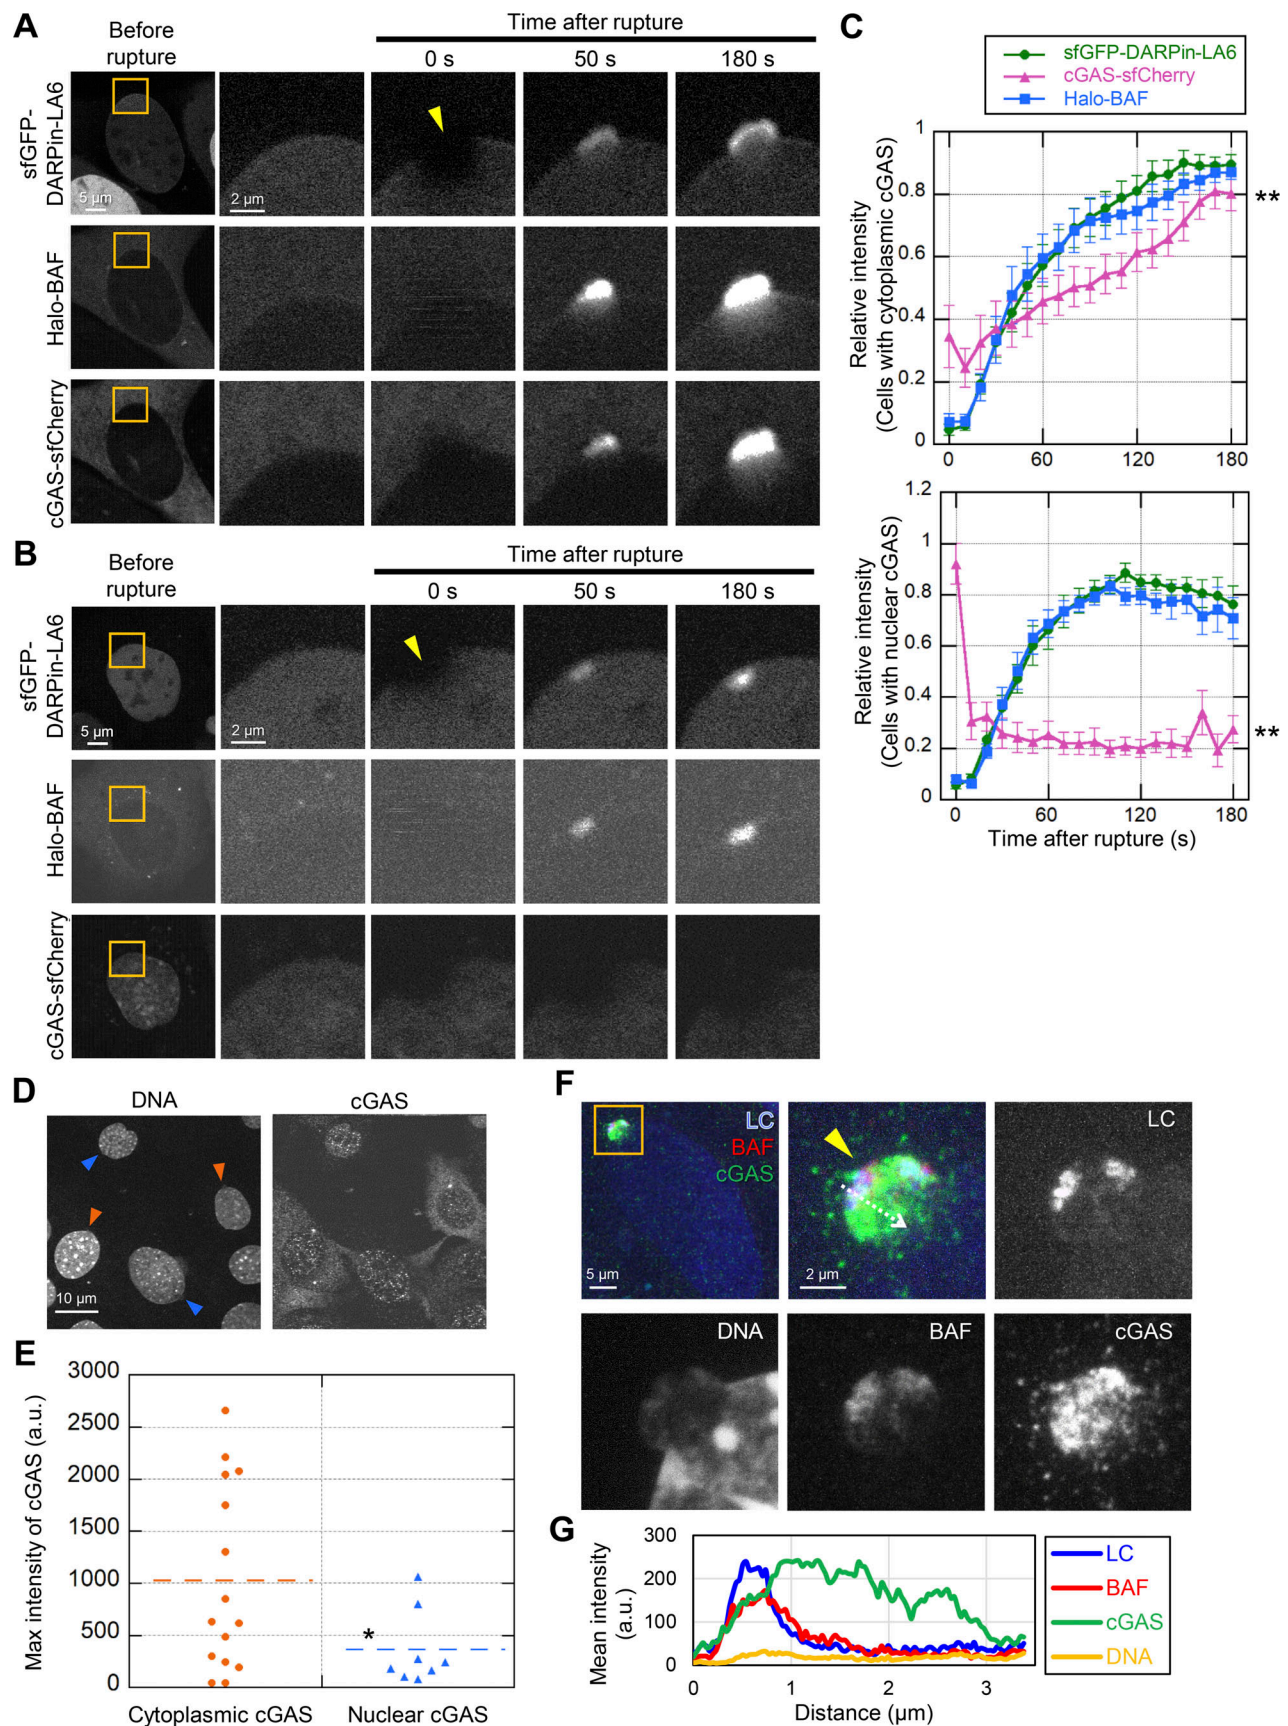 A
Before
rupture
Time after rupture
0 s
50 s
180 s
sfGFP-
DARPin-LA6
5 µm
2 µm
Halo-BAF
cGAS-sfCherry
B
Before
rupture
Time after rupture
0 s
50 s
180 s
sfGFP-
DARPin-LA6
5 µm
2 µm
Halo-BAF
cGAS-sfCherry
C
sfGFP-DARPin-LA6
cGAS-sfCherry
Halo-BAF
Relative intensity
(Cells with cytoplasmic cGAS)
1
0.8
0.6
0.4
0.2
0
**
0
60
120
180
Relative intensity
(Cells with nuclear cGAS)
1.2
1
0.8
0.6
0.4
0.2
0
**
0
60
120
180
Time after rupture (s)
D
DNA
cGAS
10 µm
E
Max intensity of cGAS (a.u.)
3000
2500
2000
1500
1000
500
0
*
Cytoplasmic cGAS
Nuclear cGAS
F
LC
BAF
cGAS
5 µm
2 µm
LC
DNA
BAF
cGAS
G
Mean intensity
(a.u.)
300
200
100
0
0
1
2
3
Distance (µm)
LC
BAF
cGAS
DNA